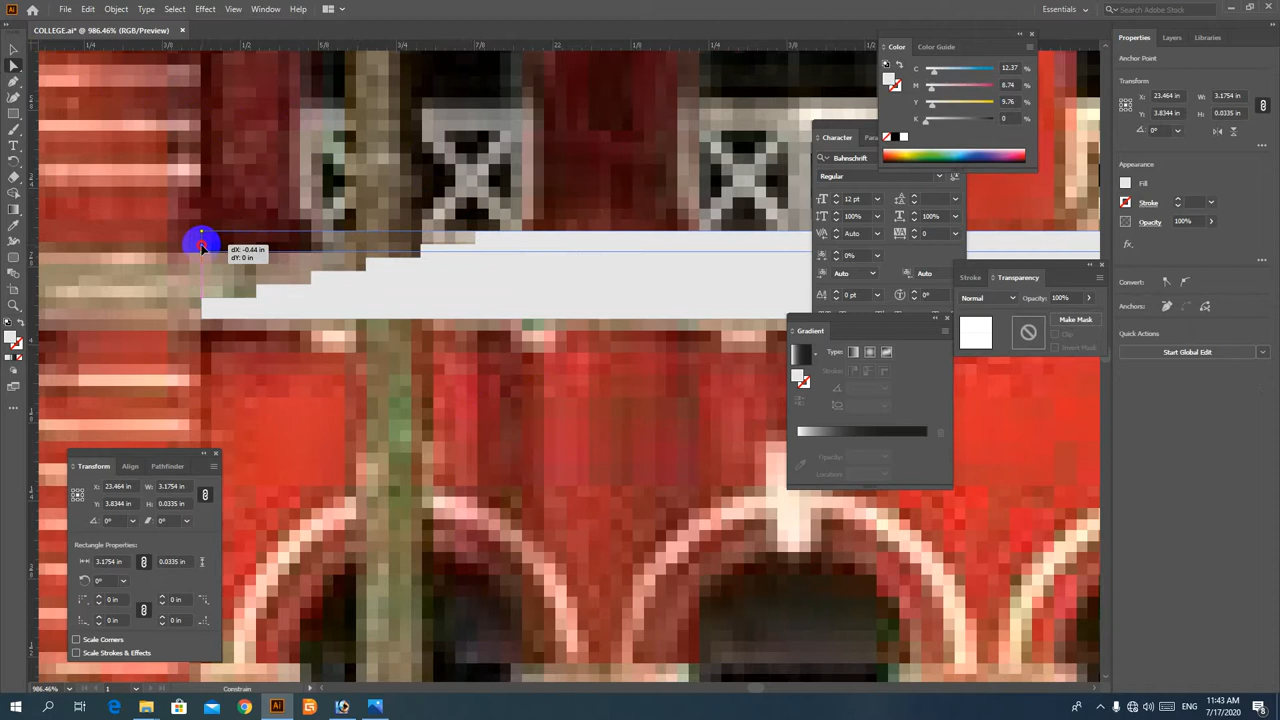 File Edit Object Type Select Effect View Window Help
Essentials
Search Adobe Stock
COLLEGE.ai* @ 986.46% (RGB/Preview)
Properties Layers Libraries
Anchor Point
Transform
X: 23.464 in W: 3.1754 in
Y: 3.8344 in H: 0.0335 in
0°
Appearance
Fill
Stroke
Opacity 100%
Convert:
Anchors:
Quick Actions
Start Global Edit
Color Color Guide
C 12.37 %
M 8.74 %
Y 9.76 %
K 0 %
Character Para
Bahnschrift
Regular
12 pt
100% 100%
Auto 0
0%
Auto Auto
0 pt 0°
Stroke Transparency
Normal Opacity: 100%
Make Mask
Clip
Invert Mask
Gradient
Type:
Stroke:
Opacity:
Location:
dX: -0.44 in
dY: 0 in
Transform Align Pathfinder
X: 23.464 in W: 3.1754 in
Y: 3.8344 in H: 0.0335 in
0° 0°
Rectangle Properties:
3.1754 in 0.0335 in
0°
0 in 0 in
0 in 0 in
Scale Corners
Scale Strokes & Effects
986.46% 1 Constrain
ENG 11:43 AM
7/17/2020